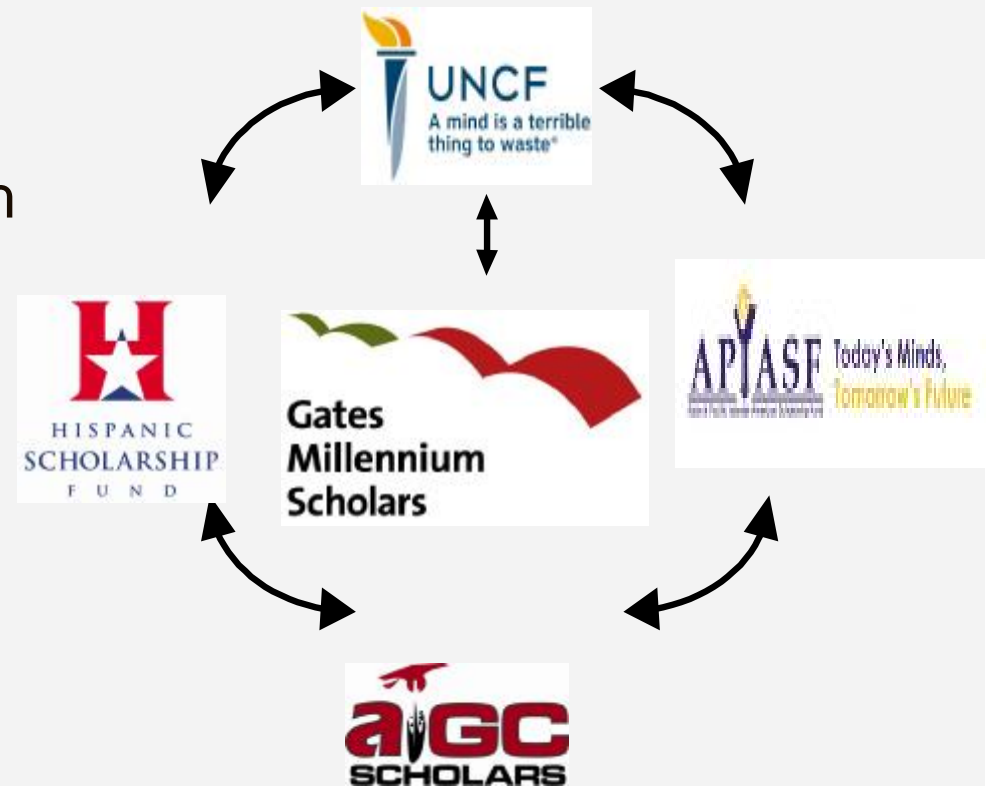 UNCF
A mind is a terrible
thing to waste®
n
HISPANIC
SCHOLARSHIP
FUND
Gates
Millennium
Scholars
APIASF
Today's Minds,
Tomorrow's Future
aiGC
SCHOLARS